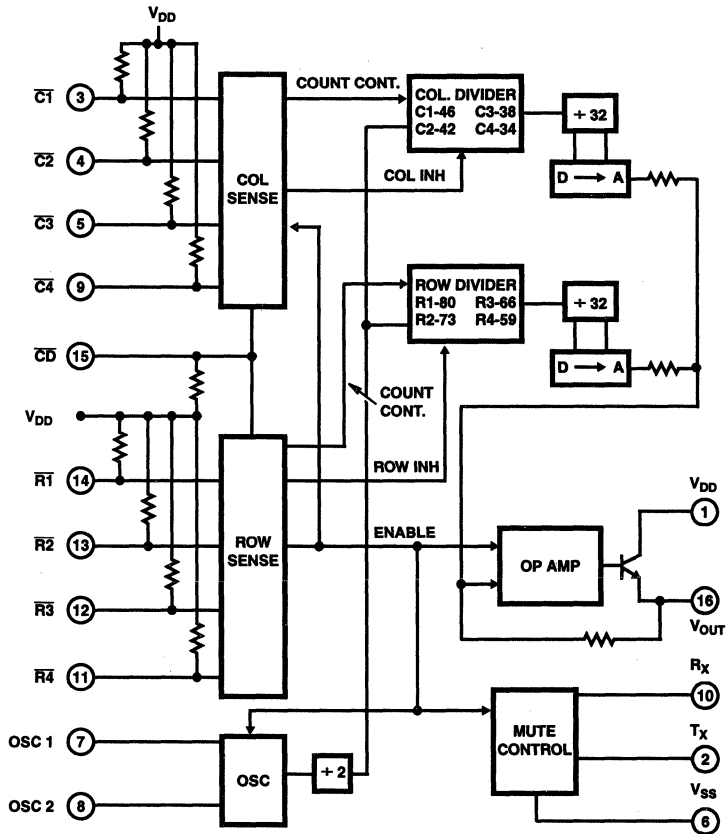 VDD
C1 3
COUNT CONT.
COL. DIVIDER
C1-46 C3-38
C2-42 C4-34
÷ 32
C2 4
COL
SENSE
COL INH
D → A
C3 5
C4 9
ROW DIVIDER
R1-80 R3-66
R2-73 R4-59
÷ 32
CD 15
D → A
COUNT
CONT.
VDD
R1 14
ROW INH
VDD
1
R2 13
ROW
SENSE
ENABLE
OP AMP
16
VOUT
R3 12
R4 11
RX
10
OSC 1 7
MUTE
CONTROL
TX
2
OSC
÷ 2
VSS
OSC 2 8
6